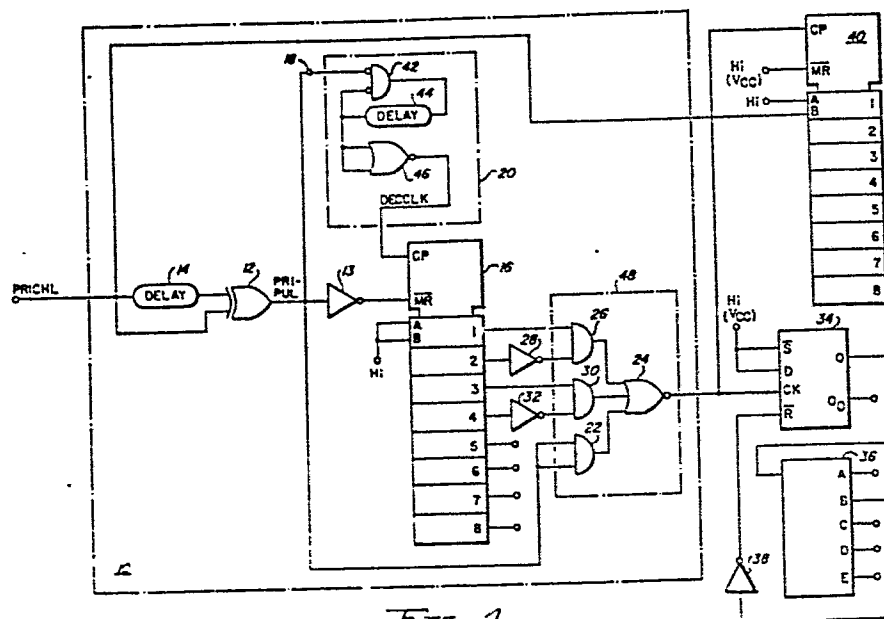 18
42
44
DELAY
46
20
DECCLK
CP
40
Hi
(VCC)
MR
Hi
A
B
1
2
3
4
5
6
7
8
PRICHL
14
DELAY
12
PRI-
PUL
13
CP
MR
16
A
B
Hi
1
2
3
4
5
6
7
8
28
32
48
26
30
22
24
Hi
(VCC)
34
S
D
CK
R
Q
36
A
B
C
D
E
38